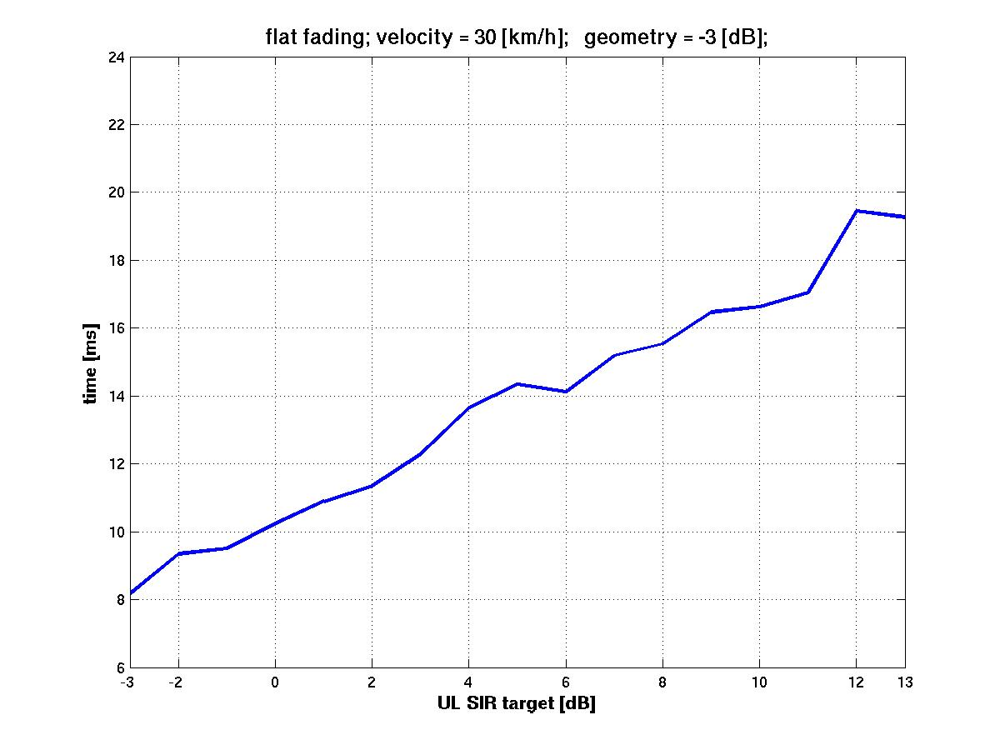 flat fading; velocity = 30 [km/h];   geometry = -3 [dB];
24
22
20
18
16
14
12
10
8
6
time [ms]
-3 -2 0 2 4 6 8 10 12 13
UL SIR target [dB]